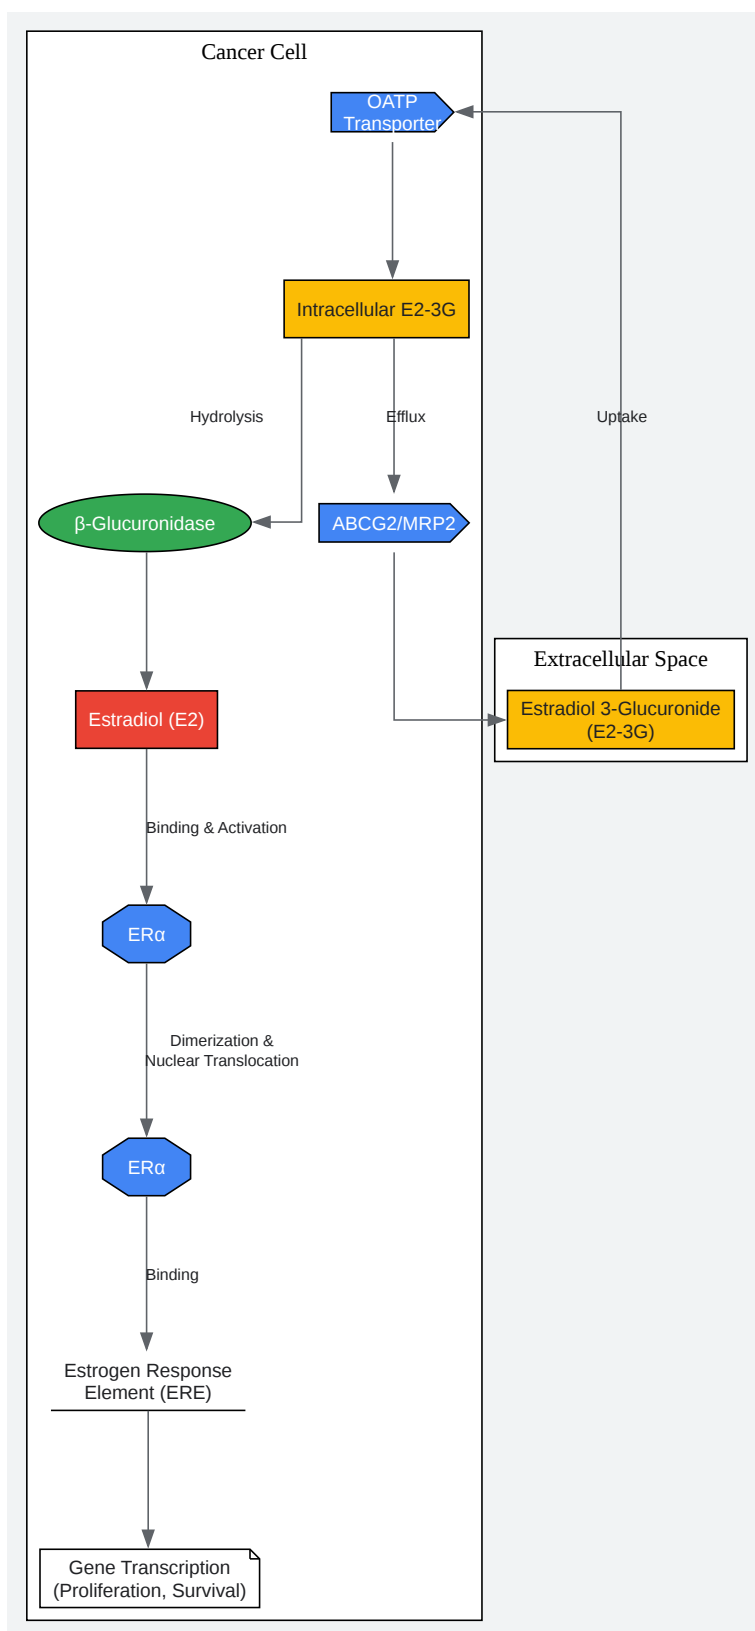 Cancer Cell
OATP
Transporter
Intracellular E2-3G
Hydrolysis
Efflux
Uptake
β-Glucuronidase
ABCG2/MRP2
Extracellular Space
Estradiol 3-Glucuronide
(E2-3G)
Estradiol (E2)
Binding & Activation
ERα
Dimerization &
Nuclear Translocation
ERα
Binding
Estrogen Response
Element (ERE)
Gene Transcription
(Proliferation, Survival)